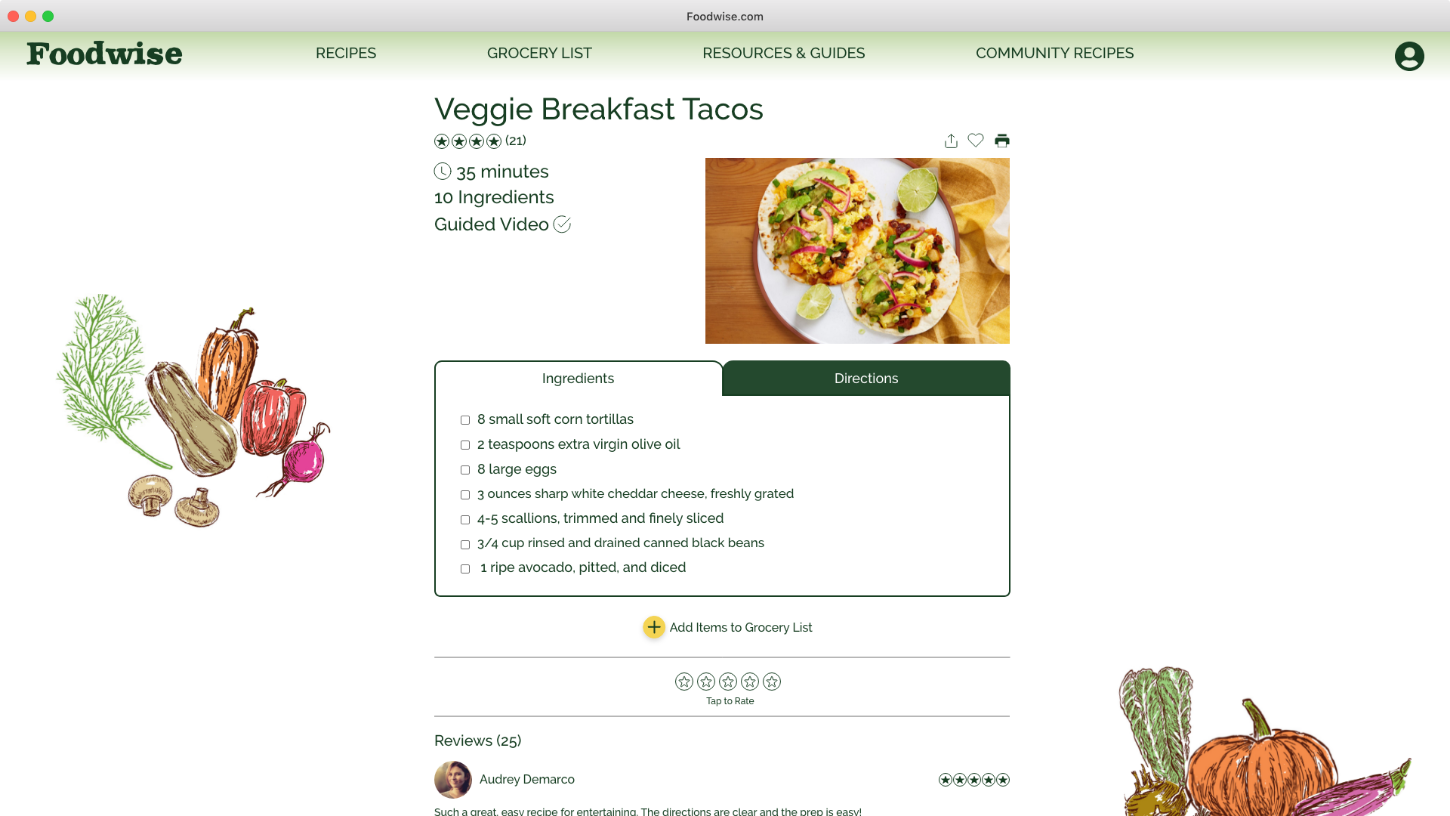 Foodwise.com
Foodwise
RECIPES
GROCERY LIST
RESOURCES & GUIDES
COMMUNITY RECIPES
Veggie Breakfast Tacos
(21)
35 minutes
10 Ingredients
Guided Video
Ingredients
Directions
8 small soft corn tortillas
2 teaspoons extra virgin olive oil
8 large eggs
3 ounces sharp white cheddar cheese, freshly grated
4-5 scallions, trimmed and finely sliced
3/4 cup rinsed and drained canned black beans
1 ripe avocado, pitted, and diced
Add Items to Grocery List
Tap to Rate
Reviews (25)
Audrey Demarco
Such a great, easy recipe for entertaining. The directions are clear and the prep is easy!